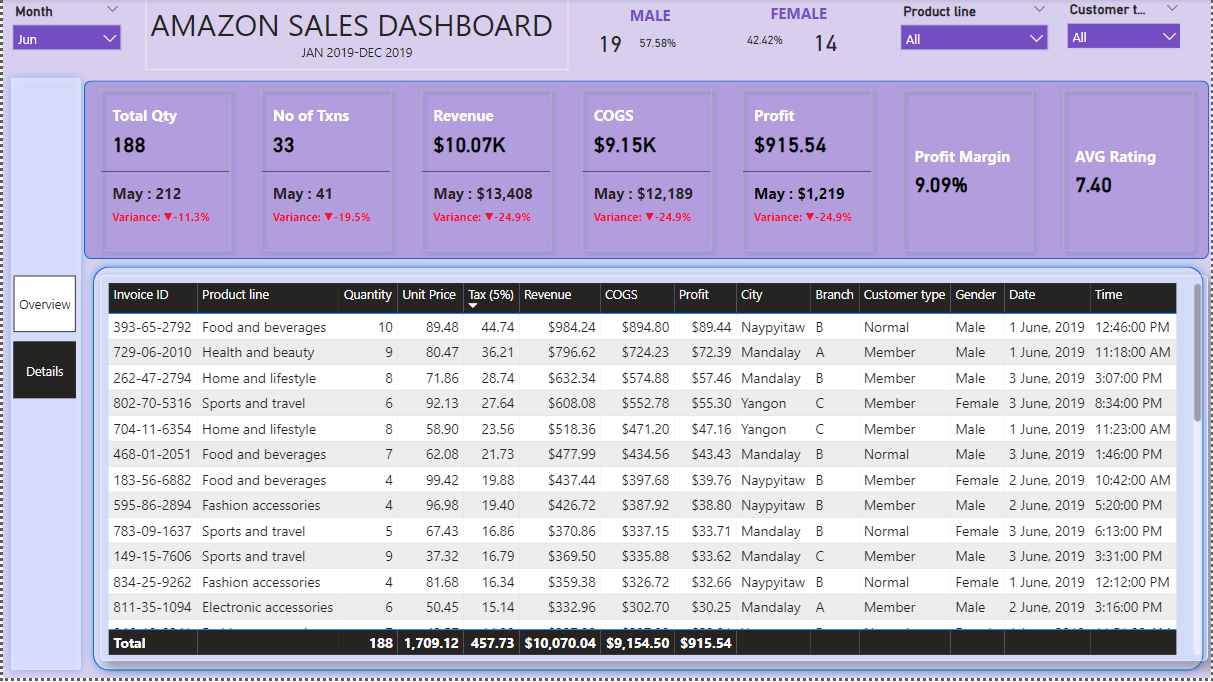 Month
Jun
AMAZON SALES DASHBOARD
JAN 2019-DEC 2019
MALE
19 57.58%
FEMALE
42.42% 14
Product line
All
Customer t...
All
Total Qty
188
May : 212
Variance: ▼-11.3%
No of Txns
33
May : 41
Variance: ▼-19.5%
Revenue
$10.07K
May : $13,408
Variance: ▼-24.9%
COGS
$9.15K
May : $12,189
Variance: ▼-24.9%
Profit
$915.54
May : $1,219
Variance: ▼-24.9%
Profit Margin
9.09%
AVG Rating
7.40
Overview
Details
Invoice ID Product line Quantity Unit Price Tax (5%) Revenue COGS Profit City Branch Customer type Gender Date Time
393-65-2792 Food and beverages 10 89.48 44.74 $984.24 $894.80 $89.44 Naypyitaw B Normal Male 1 June, 2019 12:46:00 PM
729-06-2010 Health and beauty 9 80.47 36.21 $796.62 $724.23 $72.39 Mandalay A Member Male 1 June, 2019 11:18:00 AM
262-47-2794 Home and lifestyle 8 71.86 28.74 $632.34 $574.88 $57.46 Mandalay B Member Male 3 June, 2019 3:07:00 PM
802-70-5316 Sports and travel 6 92.13 27.64 $608.08 $552.78 $55.30 Yangon C Member Female 3 June, 2019 8:34:00 PM
704-11-6354 Home and lifestyle 8 58.90 23.56 $518.36 $471.20 $47.16 Yangon C Member Male 1 June, 2019 11:23:00 AM
468-01-2051 Food and beverages 7 62.08 21.73 $477.99 $434.56 $43.43 Mandalay B Normal Male 3 June, 2019 1:46:00 PM
183-56-6882 Food and beverages 4 99.42 19.88 $437.44 $397.68 $39.76 Naypyitaw B Member Female 2 June, 2019 10:42:00 AM
595-86-2894 Fashion accessories 4 96.98 19.40 $426.72 $387.92 $38.80 Naypyitaw B Member Male 2 June, 2019 5:20:00 PM
783-09-1637 Sports and travel 5 67.43 16.86 $370.86 $337.15 $33.71 Mandalay B Normal Female 3 June, 2019 6:13:00 PM
149-15-7606 Sports and travel 9 37.32 16.79 $369.50 $335.88 $33.62 Mandalay C Member Male 3 June, 2019 3:31:00 PM
834-25-9262 Fashion accessories 4 81.68 16.34 $359.38 $326.72 $32.66 Naypyitaw B Normal Female 1 June, 2019 12:12:00 PM
811-35-1094 Electronic accessories 6 50.45 15.14 $332.96 $302.70 $30.25 Mandalay A Member Male 2 June, 2019 3:16:00 PM
Total 188 1,709.12 457.73 $10,070.04 $9,154.50 $915.54